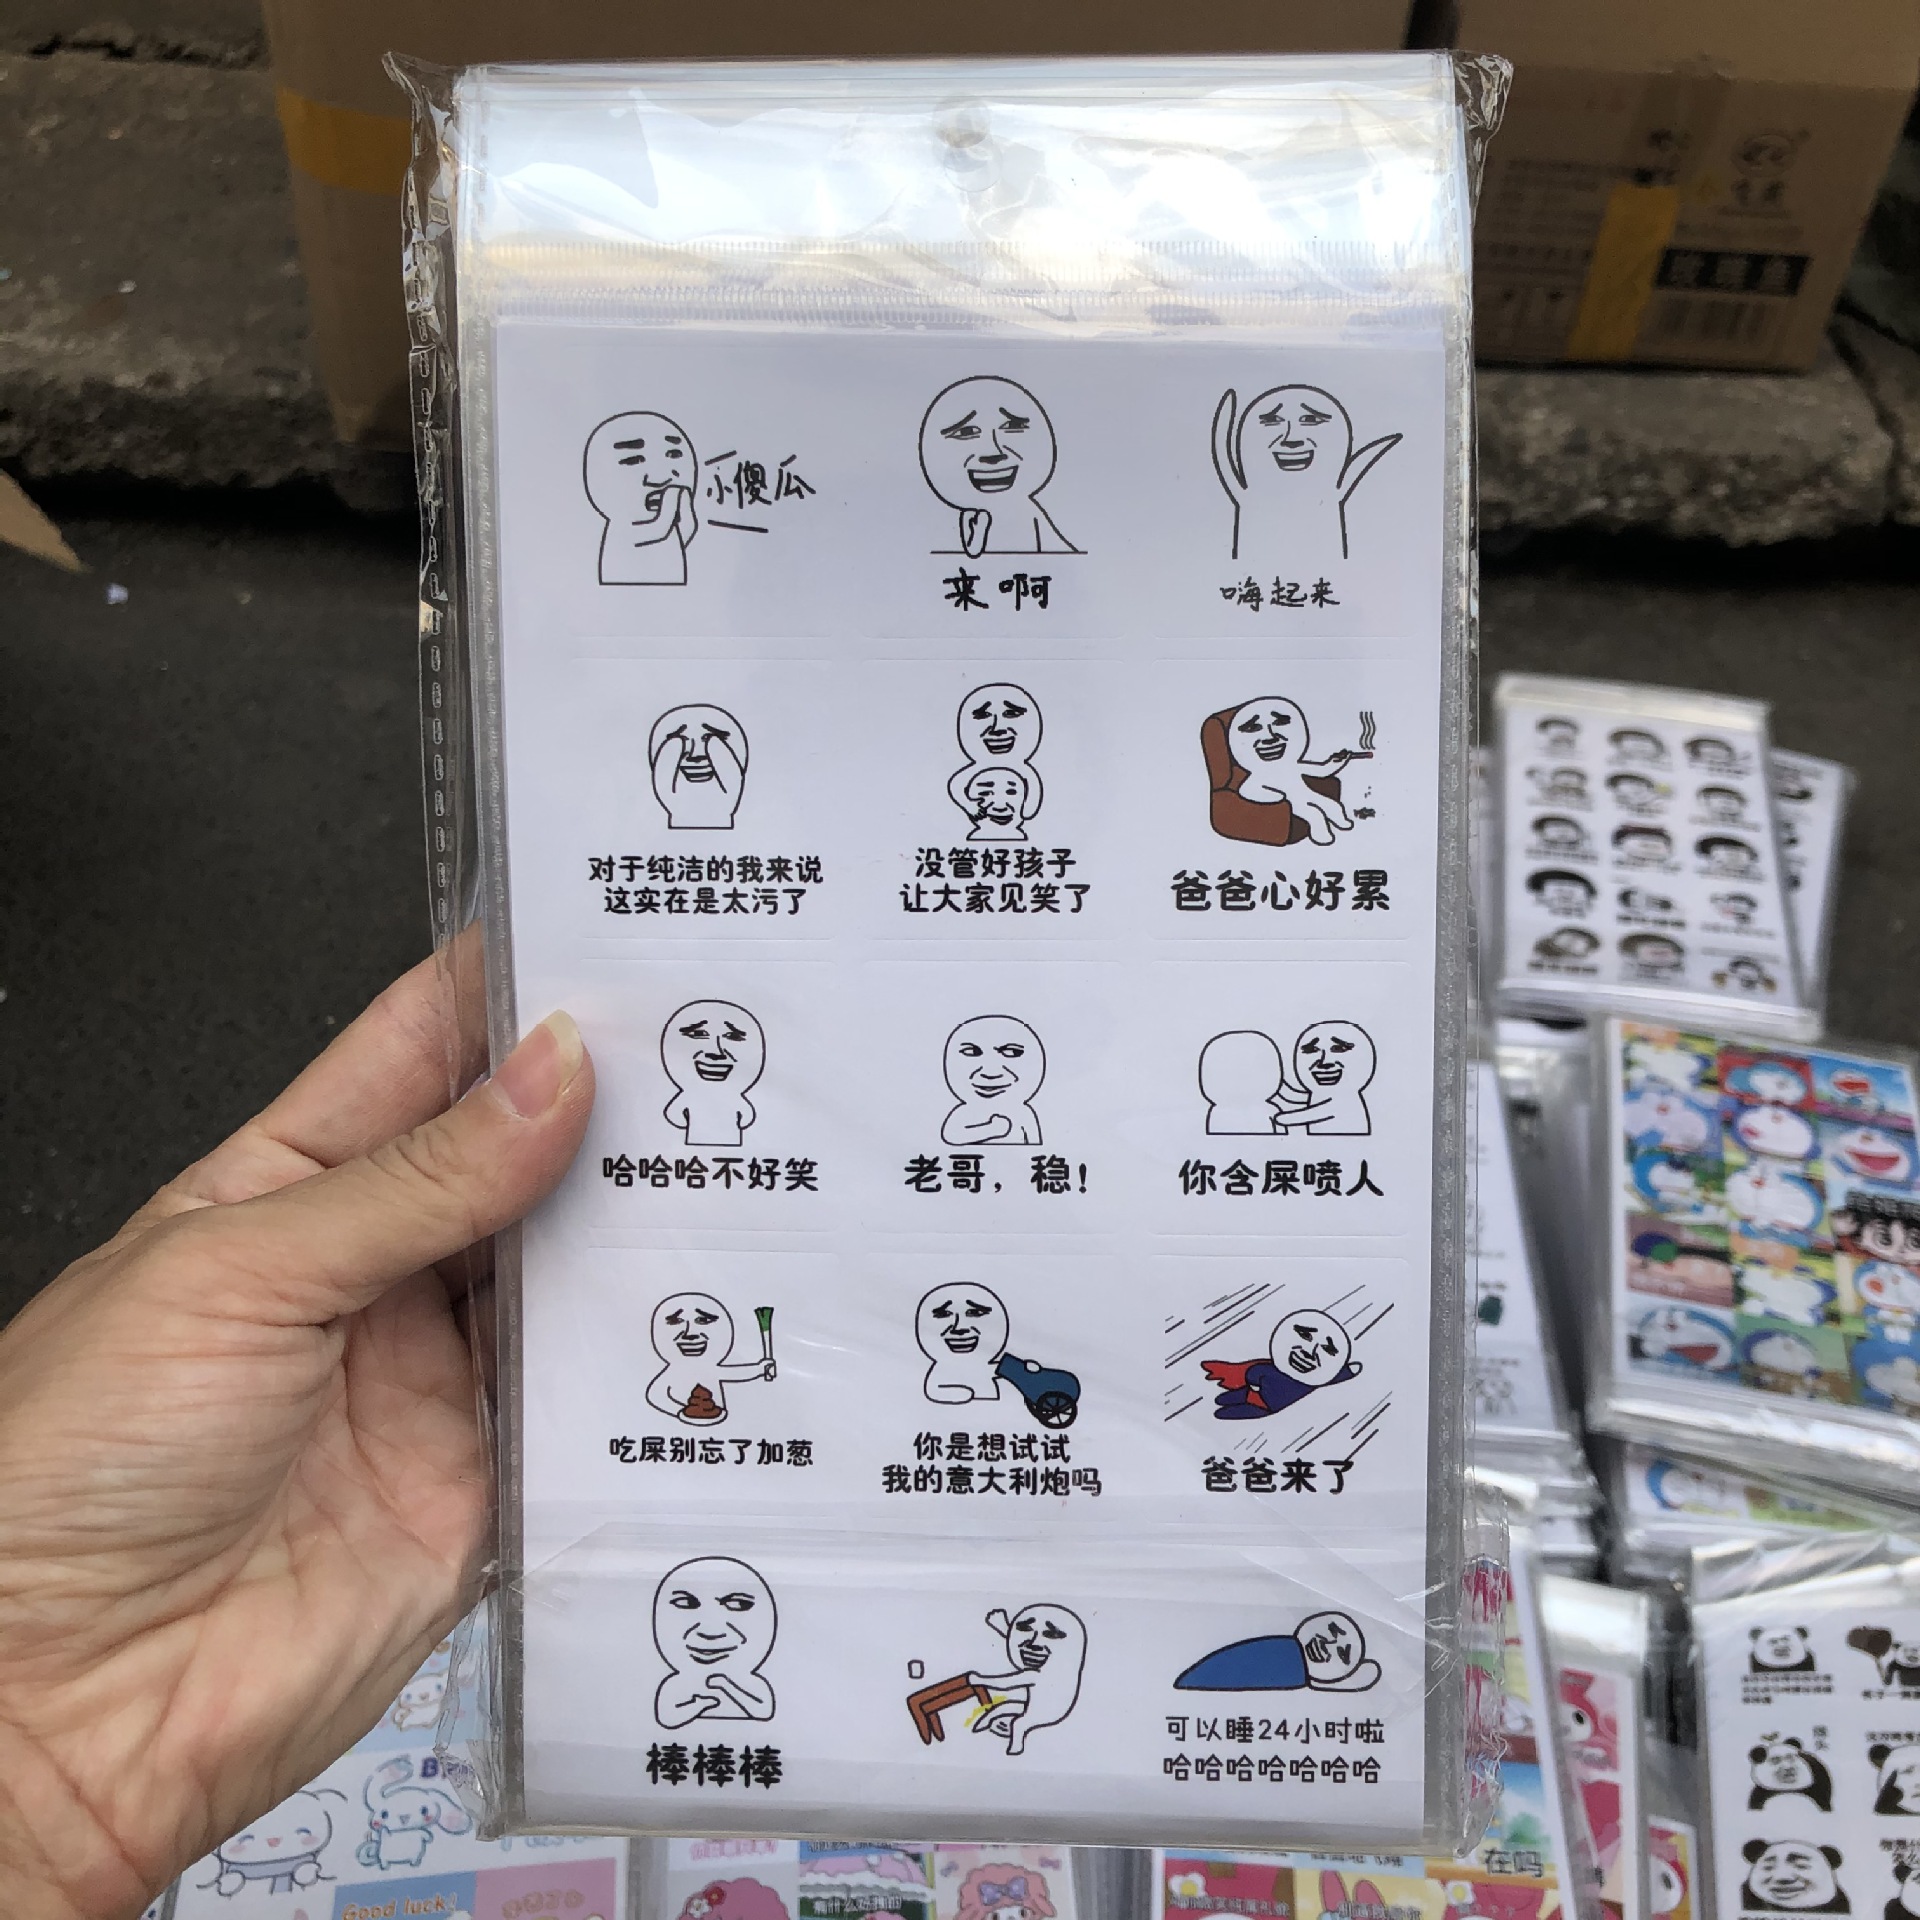 小傻瓜
来啊
嗨起来
对于纯洁的我来说
这实在是太污了
没管好孩子
让大家见笑了
爸爸心好累
哈哈哈不好笑
老哥，稳！
你含屎喷人
吃屎别忘了加葱
你是想试试
我的意大利炮吗
爸爸来了
棒棒棒
可以睡24小时啦
哈哈哈哈哈哈哈
Good luck!
在吗